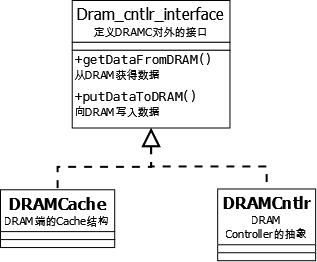 Dram_cntlr_interface
定义DRAMC对外的接口
+getDataFromDRAM()
从DRAM获得数据
+putDataToDRAM()
向DRAM写入数据
DRAMCache
DRAM端的Cache结构
DRAMCntlr
DRAM
Controller的抽象